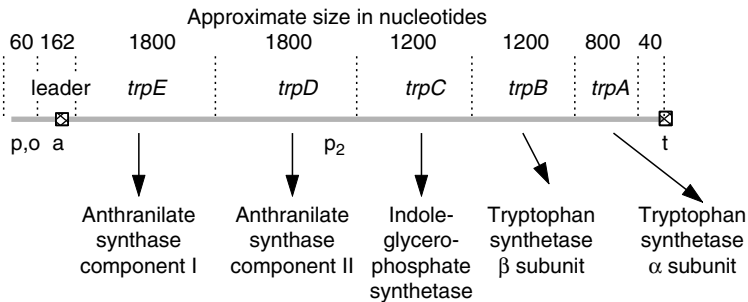 Approximate size in nucleotides
60 162 1800 1800 1200 1200 800 40
leader trpE trpD trpC trpB trpA
p,o a p2 t
Anthranilate synthase component I
Anthranilate synthase component II
Indole-glycero-phosphate synthetase
Tryptophan synthetase β subunit
Tryptophan synthetase α subunit